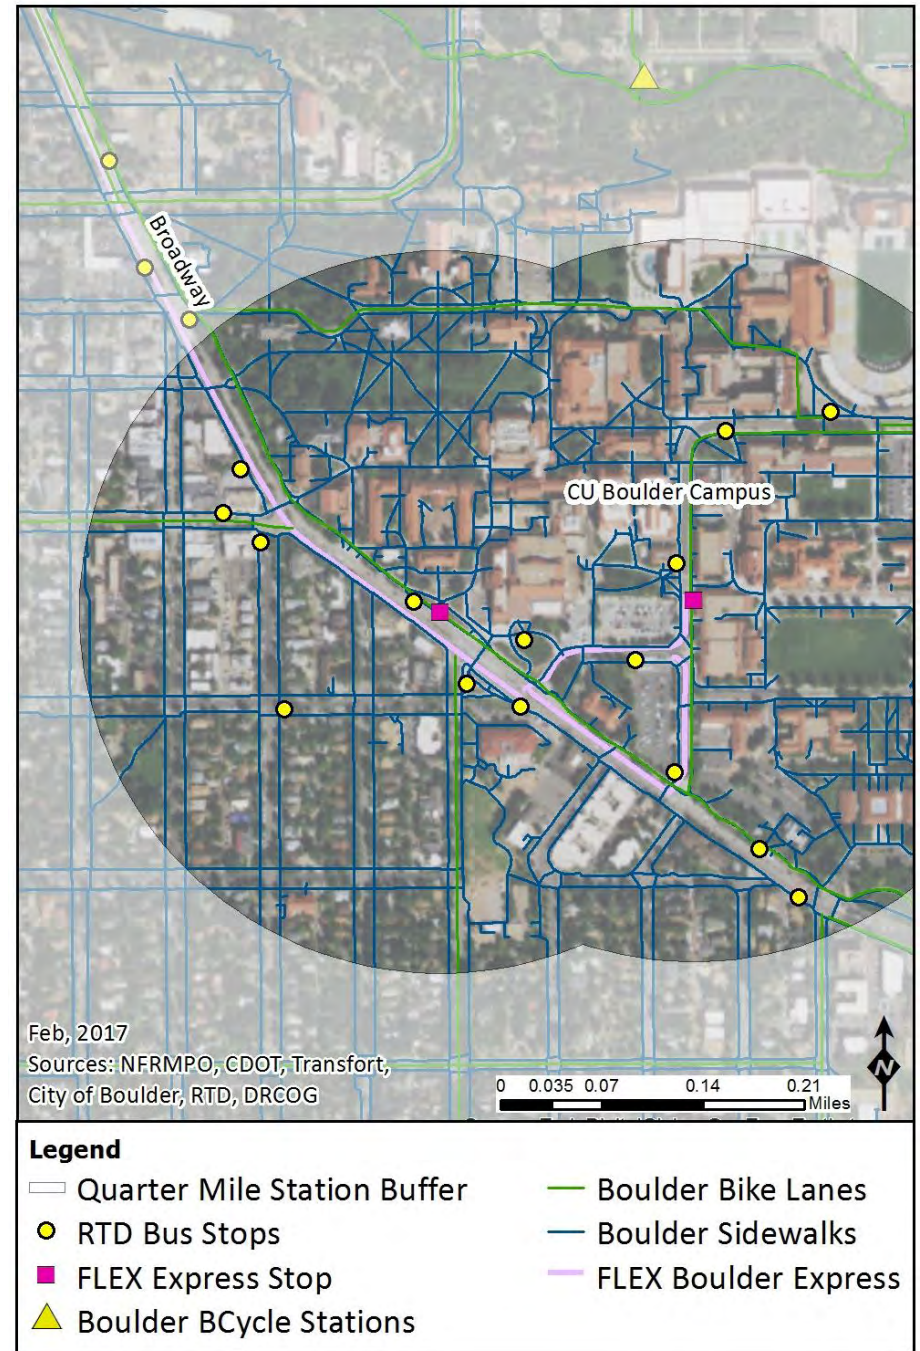 Broadway
CU Boulder Campus
Feb, 2017
Sources: NFRMPO, CDOT, Transfort,
City of Boulder, RTD, DRCOG
N
0 0.035 0.07 0.14 0.21
Miles
Legend
Quarter Mile Station Buffer
RTD Bus Stops
FLEX Express Stop
Boulder BCycle Stations
Boulder Bike Lanes
Boulder Sidewalks
FLEX Boulder Express